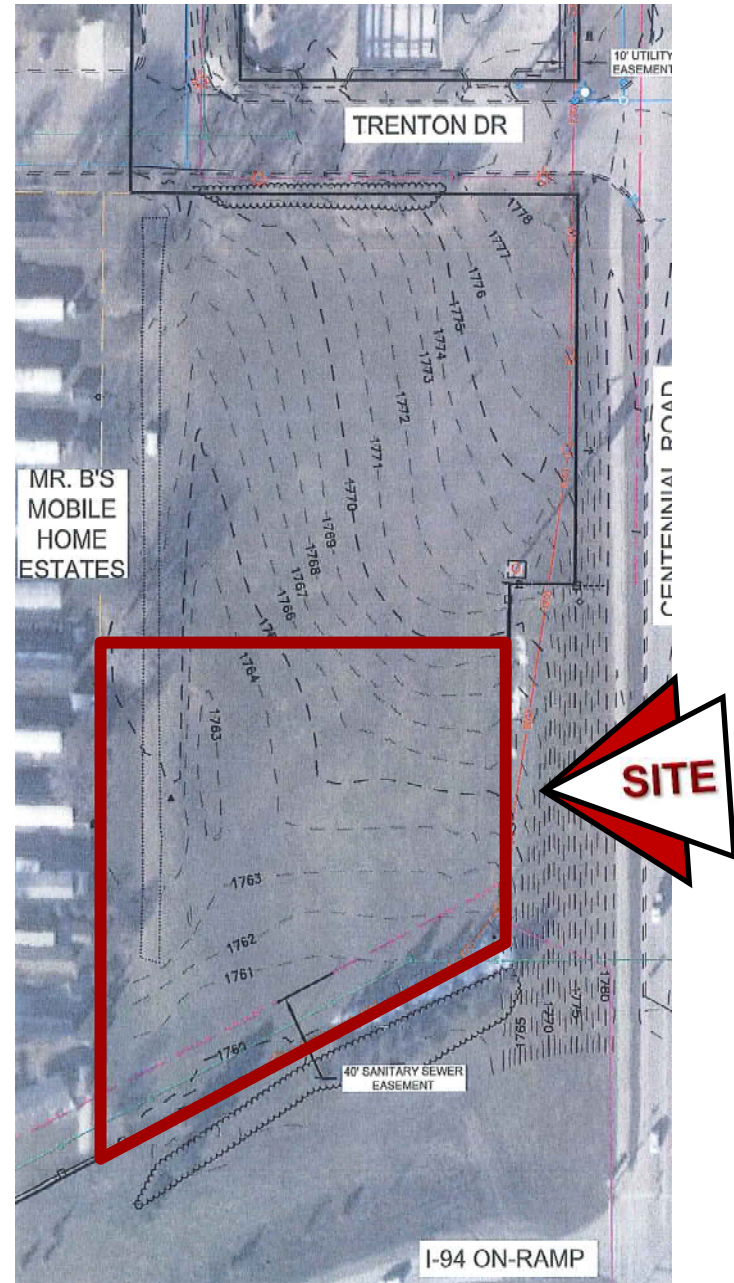 10' UTILITY
EASEMENT
TRENTON DR
1778
1777
1776
1775
1774
1773
1772
1771
1770
1769
1768
1767
1766
1764
1763
MR. B'S
MOBILE
HOME
ESTATES
CENTENNIAL ROAD
SITE
1763
1762
1761
1760
1780
1775
1770
1765
40' SANITARY SEWER
EASEMENT
I-94 ON-RAMP